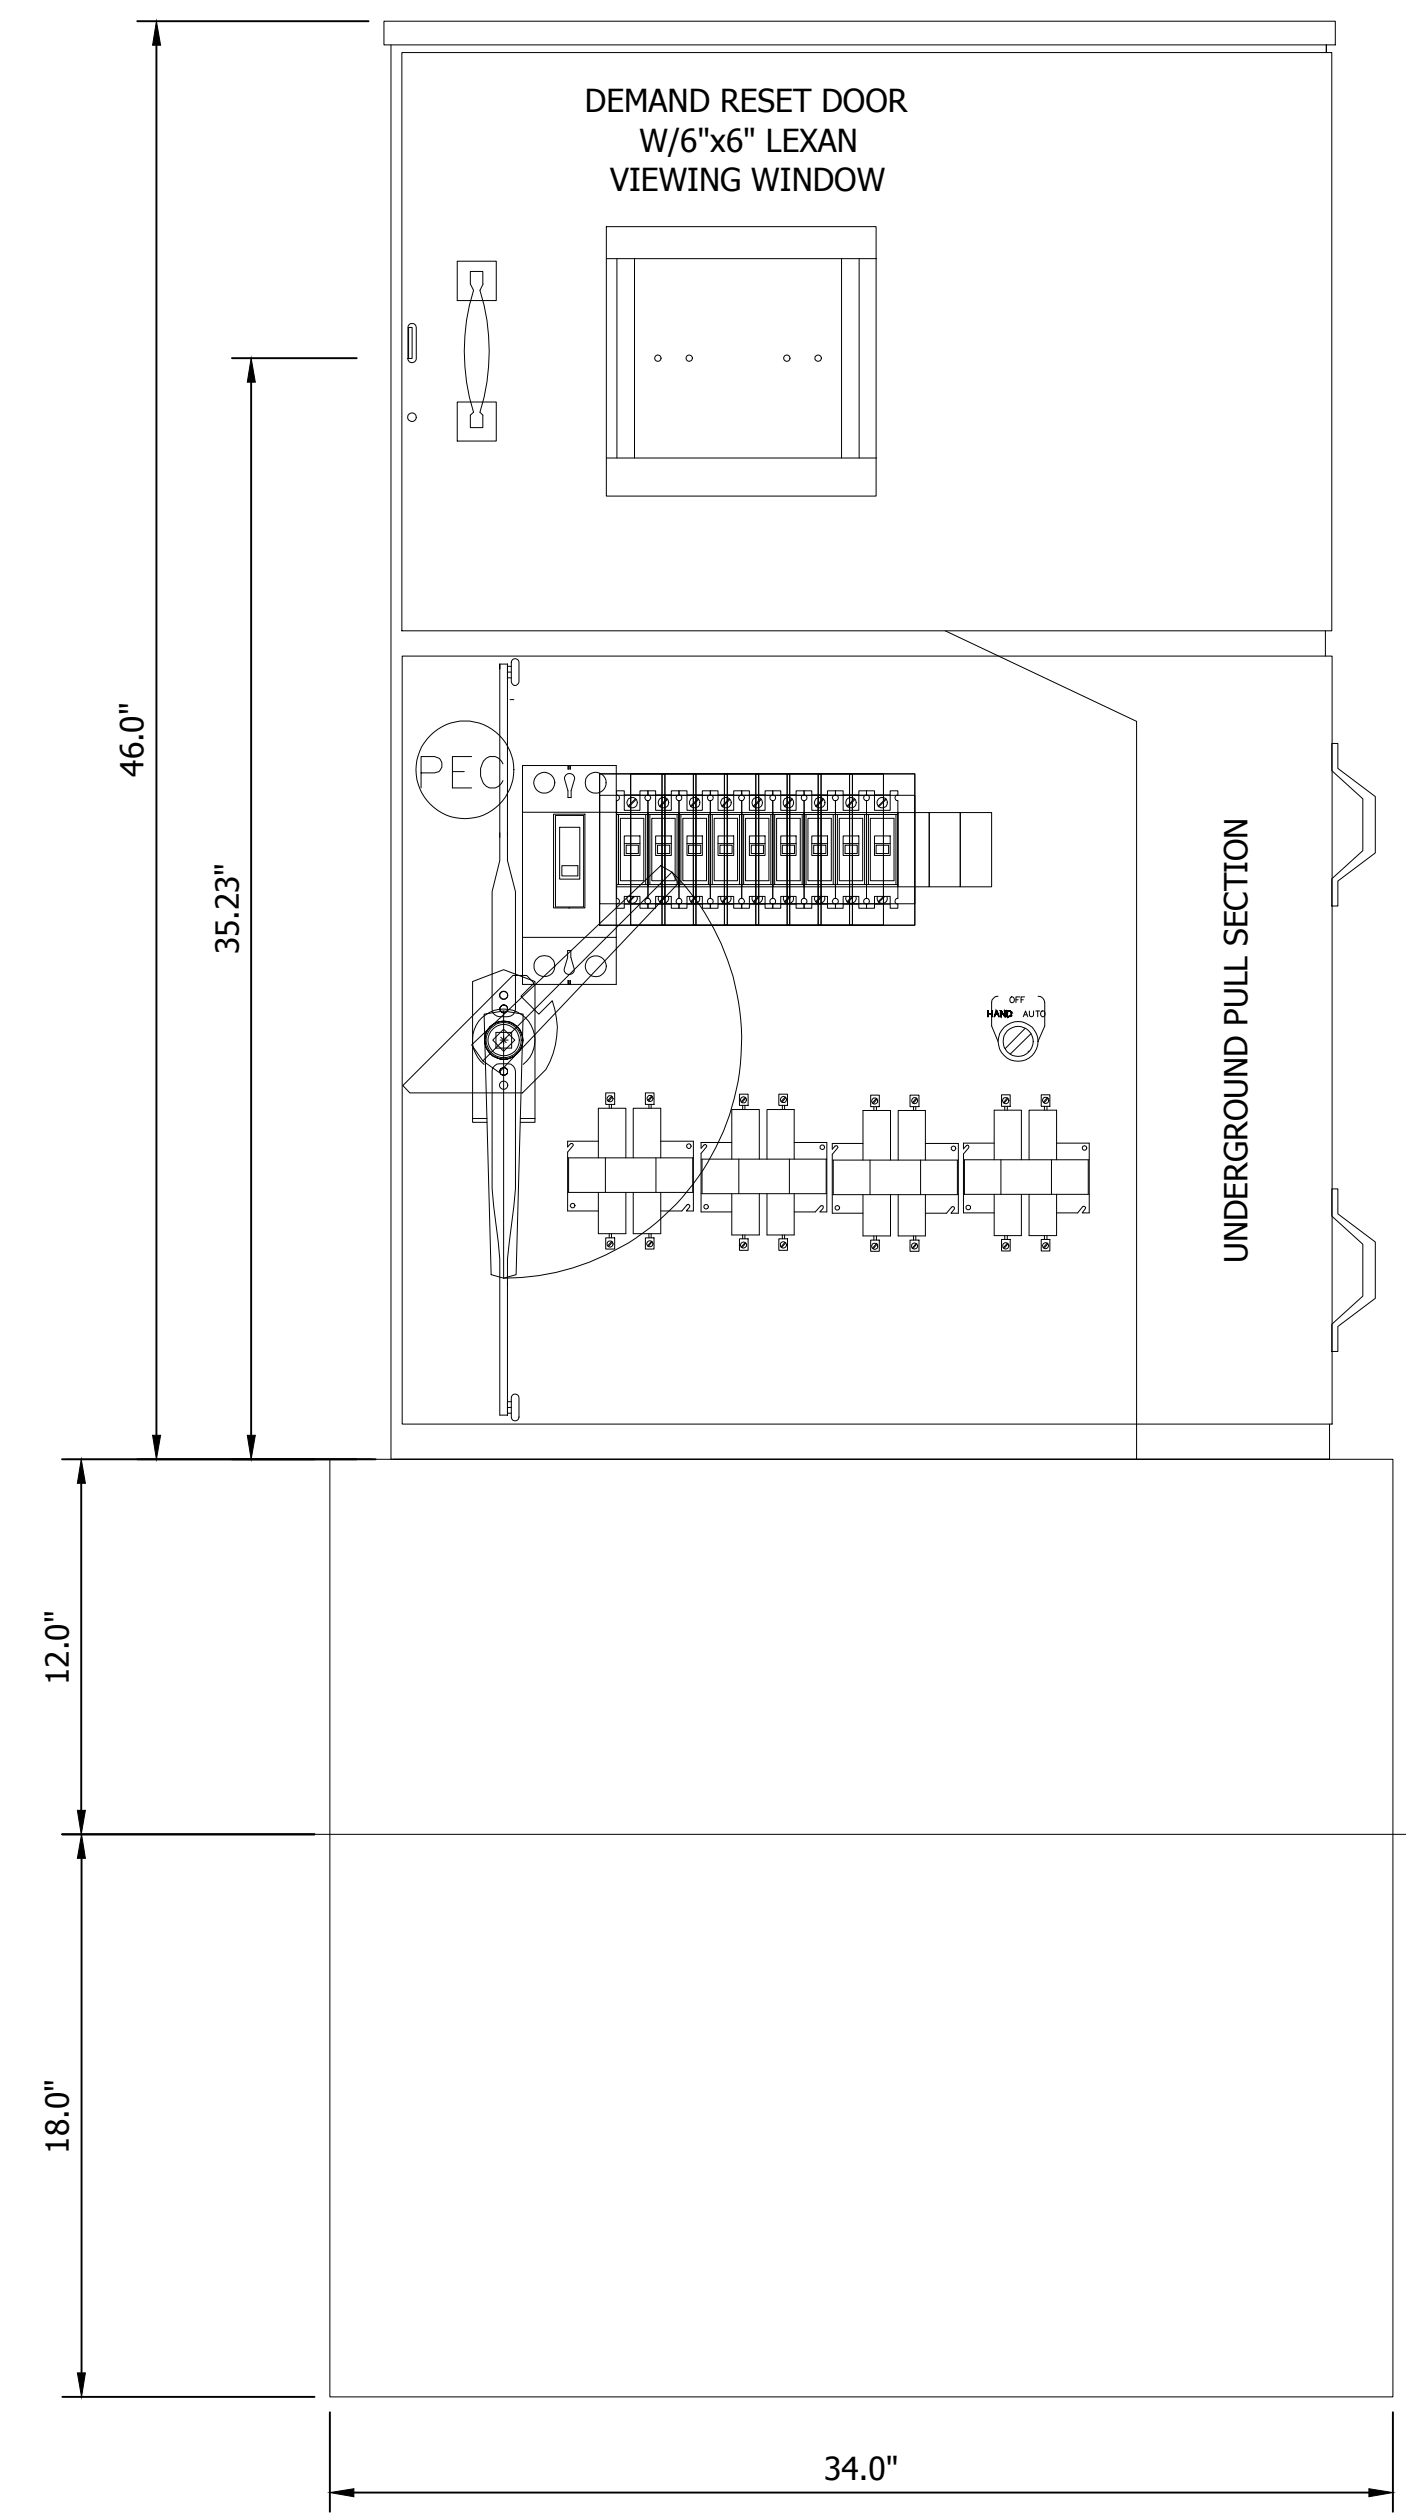 DEMAND RESET DOOR
W/6"x6" LEXAN
VIEWING WINDOW
46.0"
35.23"
PEC
UNDERGROUND PULL SECTION
OFF
HAND AUTO
12.0"
18.0"
34.0"